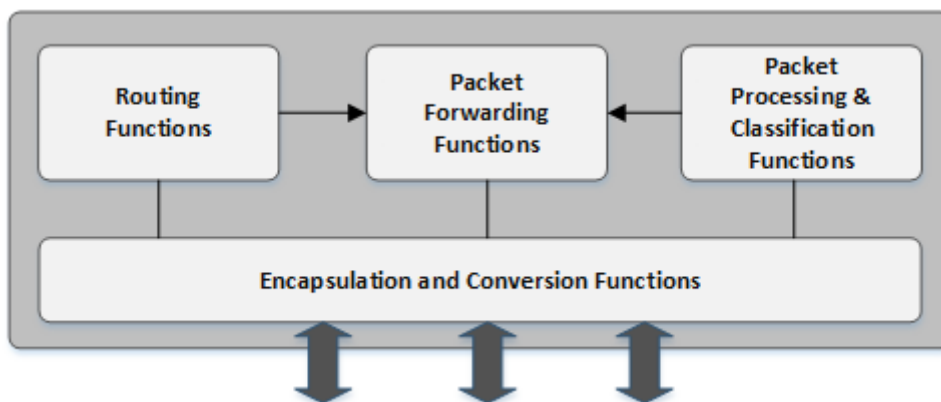 Routing
Functions
Packet
Forwarding
Functions
Packet
Processing &
Classification
Functions
Encapsulation and Conversion Functions